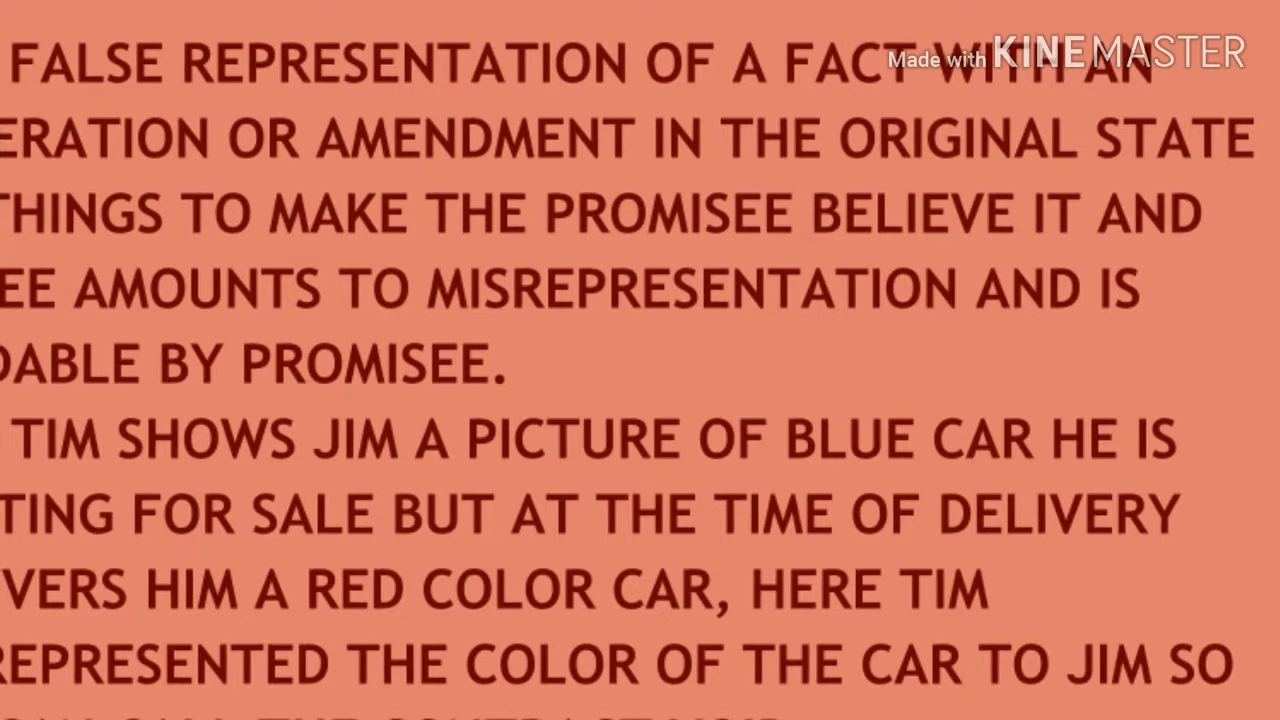 FALSE REPRESENTATION OF A FACT WITH AN
Made with KINEMASTER
ERATION OR AMENDMENT IN THE ORIGINAL STATE
THINGS TO MAKE THE PROMISEE BELIEVE IT AND
EE AMOUNTS TO MISREPRESENTATION AND IS
DABLE BY PROMISEE.
TIM SHOWS JIM A PICTURE OF BLUE CAR HE IS
TING FOR SALE BUT AT THE TIME OF DELIVERY
VERS HIM A RED COLOR CAR, HERE TIM
REPRESENTED THE COLOR OF THE CAR TO JIM SO